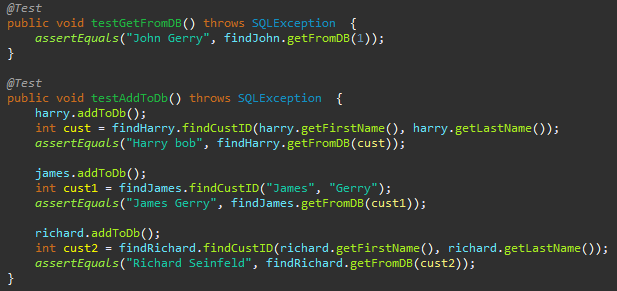 @Test
public void testGetFromDB() throws SQLException  {
    assertEquals("John Gerry", findJohn.getFromDB(1));
}

@Test
public void testAddToDb() throws SQLException  {
    harry.addToDb();
    int cust = findHarry.findCustID(harry.getFirstName(), harry.getLastName());
    assertEquals("Harry bob", findHarry.getFromDB(cust));

    james.addToDb();
    int cust1 = findJames.findCustID("James", "Gerry");
    assertEquals("James Gerry", findJames.getFromDB(cust1));

    richard.addToDb();
    int cust2 = findRichard.findCustID(richard.getFirstName(), richard.getLastName());
    assertEquals("Richard Seinfeld", findRichard.getFromDB(cust2));
}